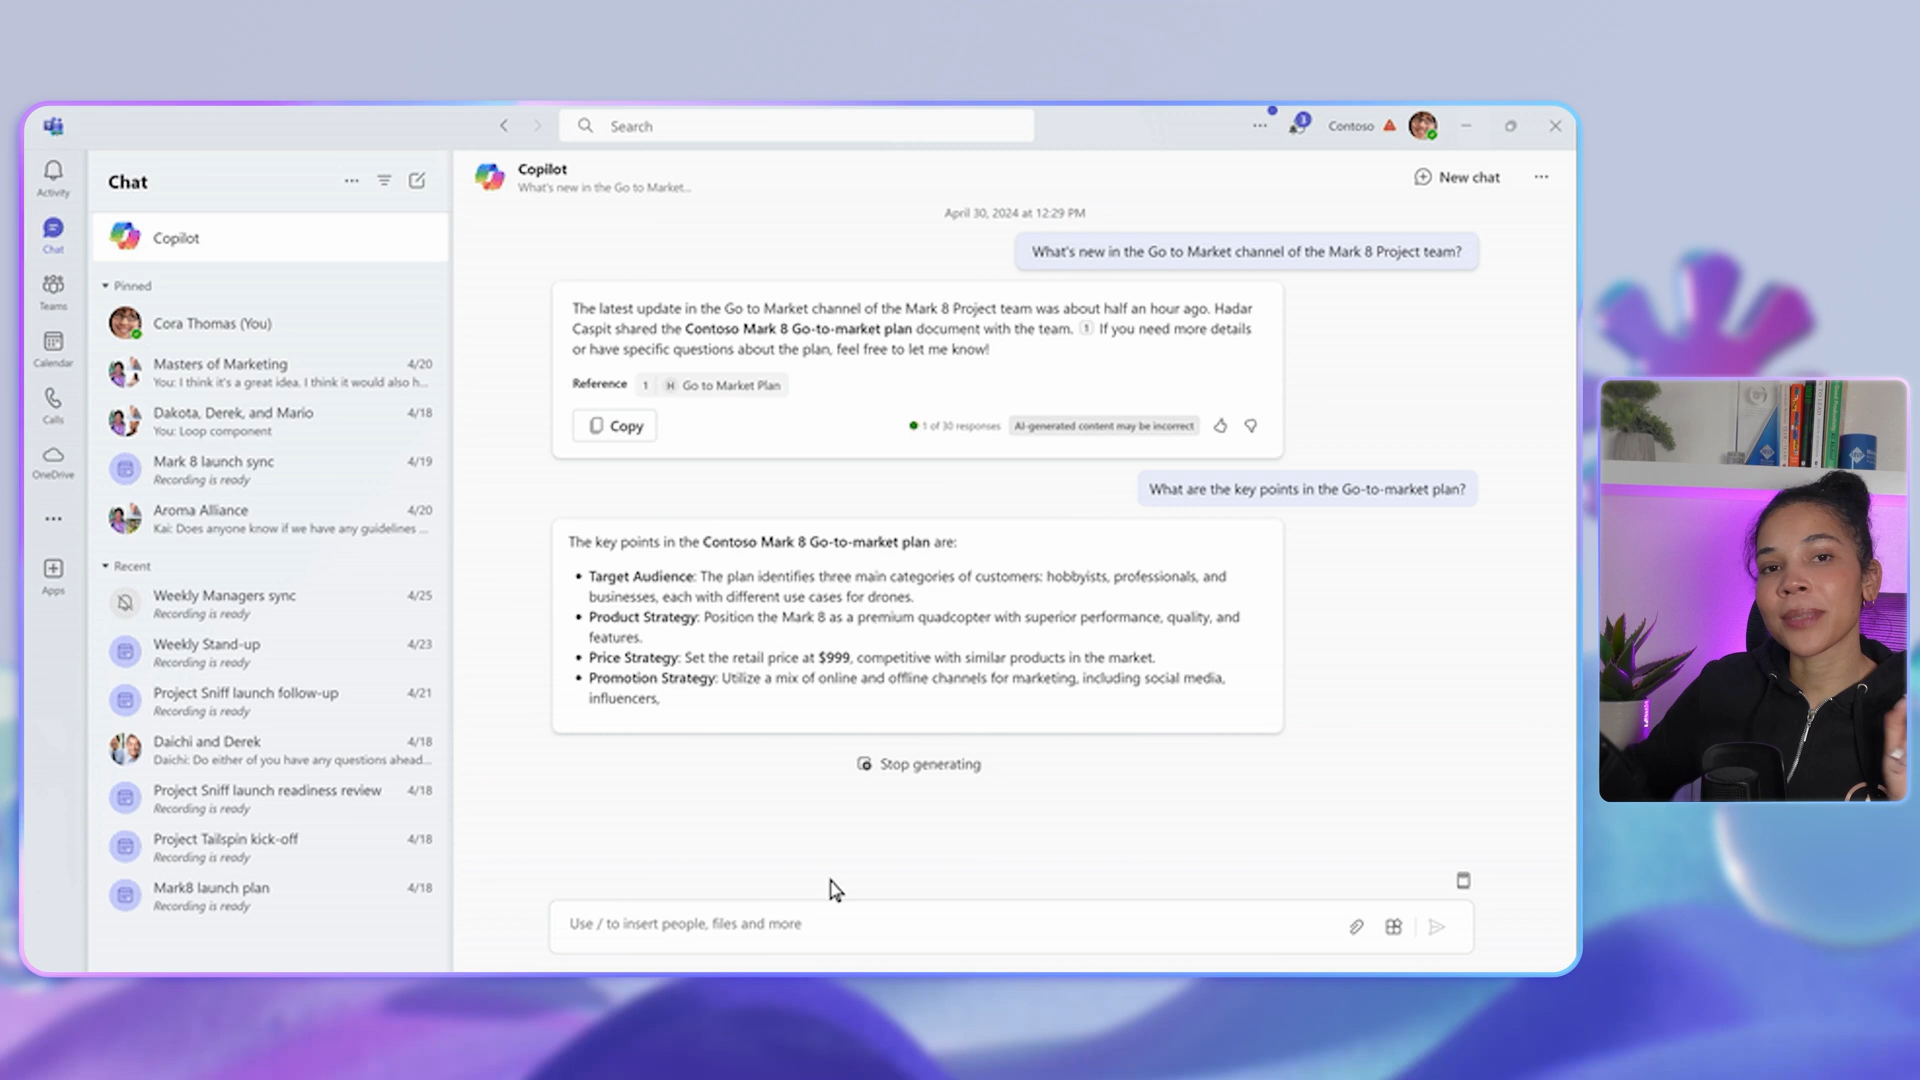 Search
3
Contoso
Activity
Chat
Teams
Calendar
Calls
OneDrive
Apps
Chat
Copilot
Pinned
Cora Thomas (You)
Masters of Marketing 4/20
You: I think it's a great idea. I think it would also h...
Dakota, Derek, and Mario 4/18
You: Loop component
Mark 8 launch sync 4/19
Recording is ready
Aroma Alliance 4/20
Kai: Does anyone know if we have any guidelines ...
Recent
Weekly Managers sync 4/25
Recording is ready
Weekly Stand-up 4/23
Recording is ready
Project Sniff launch follow-up 4/21
Recording is ready
Daichi and Derek 4/18
Daichi: Do either of you have any questions ahead...
Project Sniff launch readiness review 4/18
Recording is ready
Project Tailspin kick-off 4/18
Recording is ready
Mark8 launch plan 4/18
Recording is ready
Copilot
What's new in the Go to Market...
New chat
April 30, 2024 at 12:29 PM
What's new in the Go to Market channel of the Mark 8 Project team?
The latest update in the Go to Market channel of the Mark 8 Project team was about half an hour ago. Hadar
Caspit shared the Contoso Mark 8 Go-to-market plan document with the team. 1 If you need more details
or have specific questions about the plan, feel free to let me know!
Reference 1 H Go to Market Plan
Copy
1 of 30 responses AI-generated content may be incorrect
What are the key points in the Go-to-market plan?
The key points in the Contoso Mark 8 Go-to-market plan are:
• Target Audience: The plan identifies three main categories of customers: hobbyists, professionals, and
businesses, each with different use cases for drones.
• Product Strategy: Position the Mark 8 as a premium quadcopter with superior performance, quality, and
features.
• Price Strategy: Set the retail price at $999, competitive with similar products in the market.
• Promotion Strategy: Utilize a mix of online and offline channels for marketing, including social media,
influencers,
Stop generating
Use / to insert people, files and more